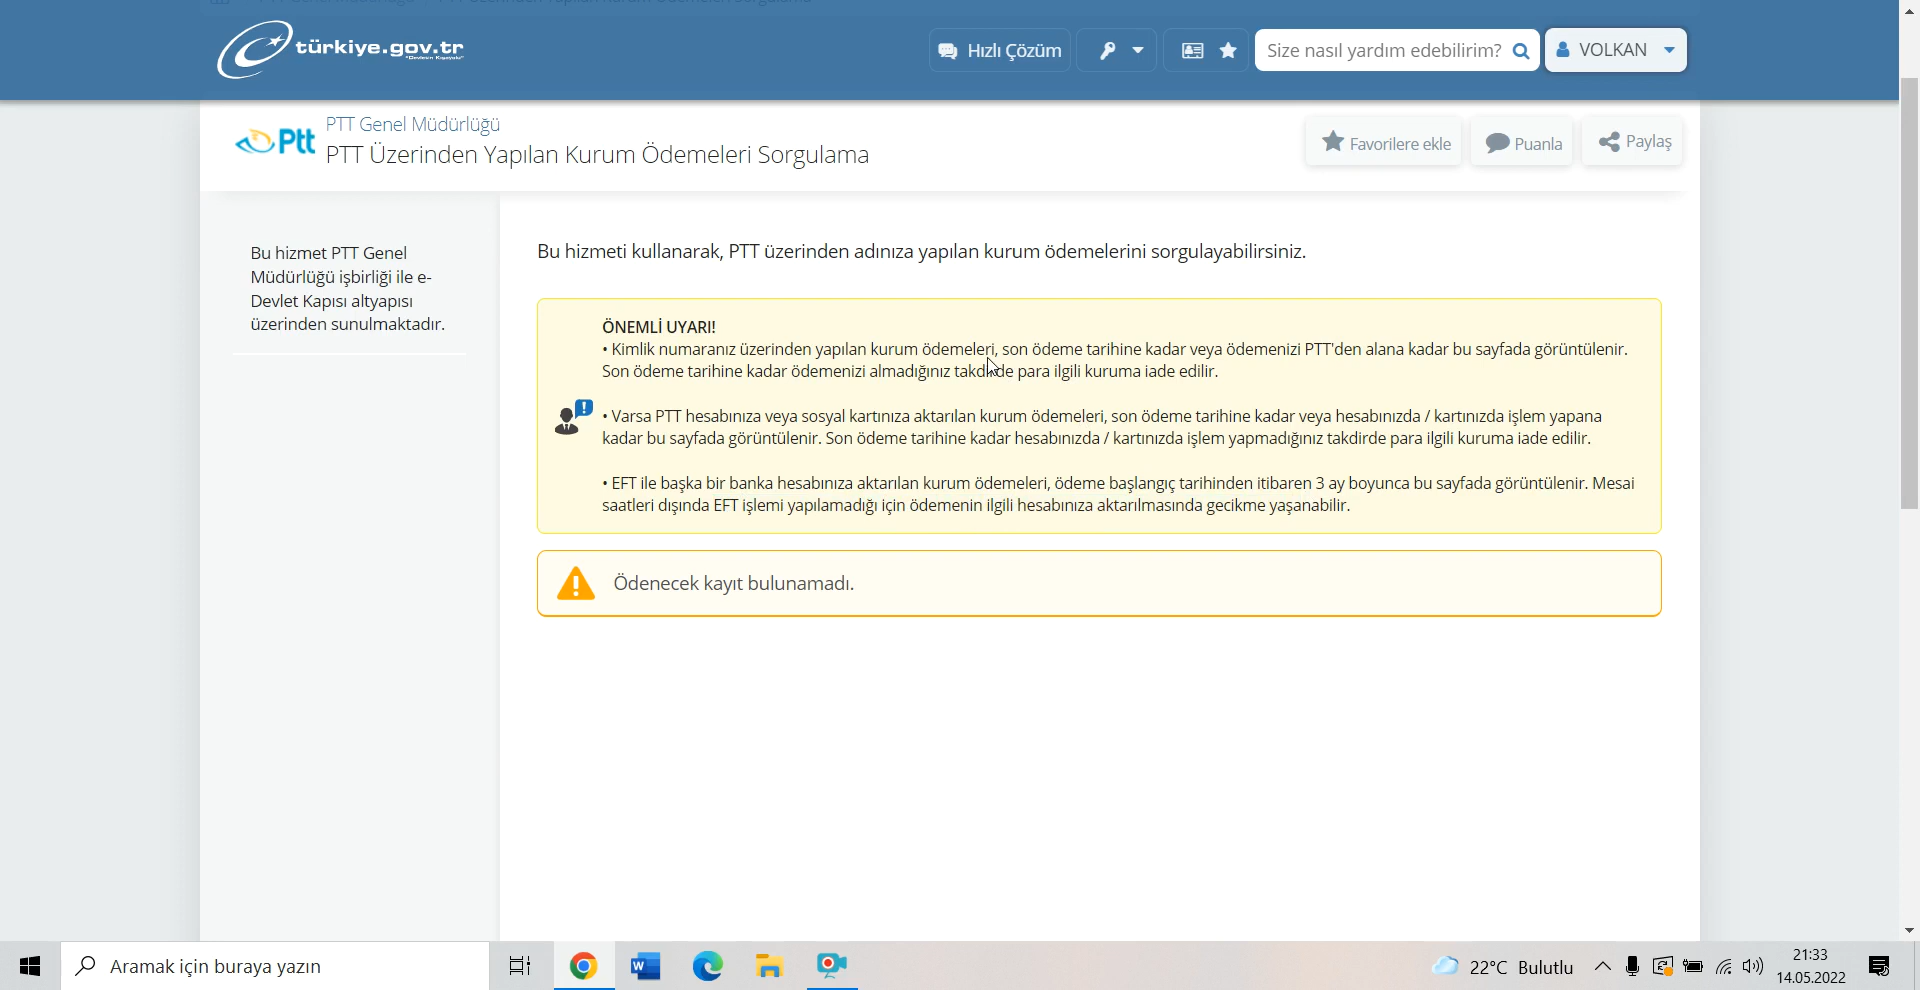 türkiye.gov.tr
"Devletin Kısayolu"
Hızlı Çözüm
Size nasıl yardım edebilirim?
VOLKAN
Ptt
PTT Genel Müdürlüğü
PTT Üzerinden Yapılan Kurum Ödemeleri Sorgulama
Favorilere ekle
Puanla
Paylaş
Bu hizmet PTT Genel
Müdürlüğü işbirliği ile e-
Devlet Kapısı altyapısı
üzerinden sunulmaktadır.
Bu hizmeti kullanarak, PTT üzerinden adınıza yapılan kurum ödemelerini sorgulayabilirsiniz.
ÖNEMLİ UYARI!
• Kimlik numaranız üzerinden yapılan kurum ödemeleri, son ödeme tarihine kadar veya ödemenizi PTT'den alana kadar bu sayfada görüntülenir.
Son ödeme tarihine kadar ödemenizi almadığınız takdirde para ilgili kuruma iade edilir.
• Varsa PTT hesabınıza veya sosyal kartınıza aktarılan kurum ödemeleri, son ödeme tarihine kadar veya hesabınızda / kartınızda işlem yapana
kadar bu sayfada görüntülenir. Son ödeme tarihine kadar hesabınızda / kartınızda işlem yapmadığınız takdirde para ilgili kuruma iade edilir.
• EFT ile başka bir banka hesabınıza aktarılan kurum ödemeleri, ödeme başlangıç tarihinden itibaren 3 ay boyunca bu sayfada görüntülenir. Mesai
saatleri dışında EFT işlemi yapılamadığı için ödemenin ilgili hesabınıza aktarılmasında gecikme yaşanabilir.
Ödenecek kayıt bulunamadı.
Aramak için buraya yazın
22°C Bulutlu
21:33
14.05.2022